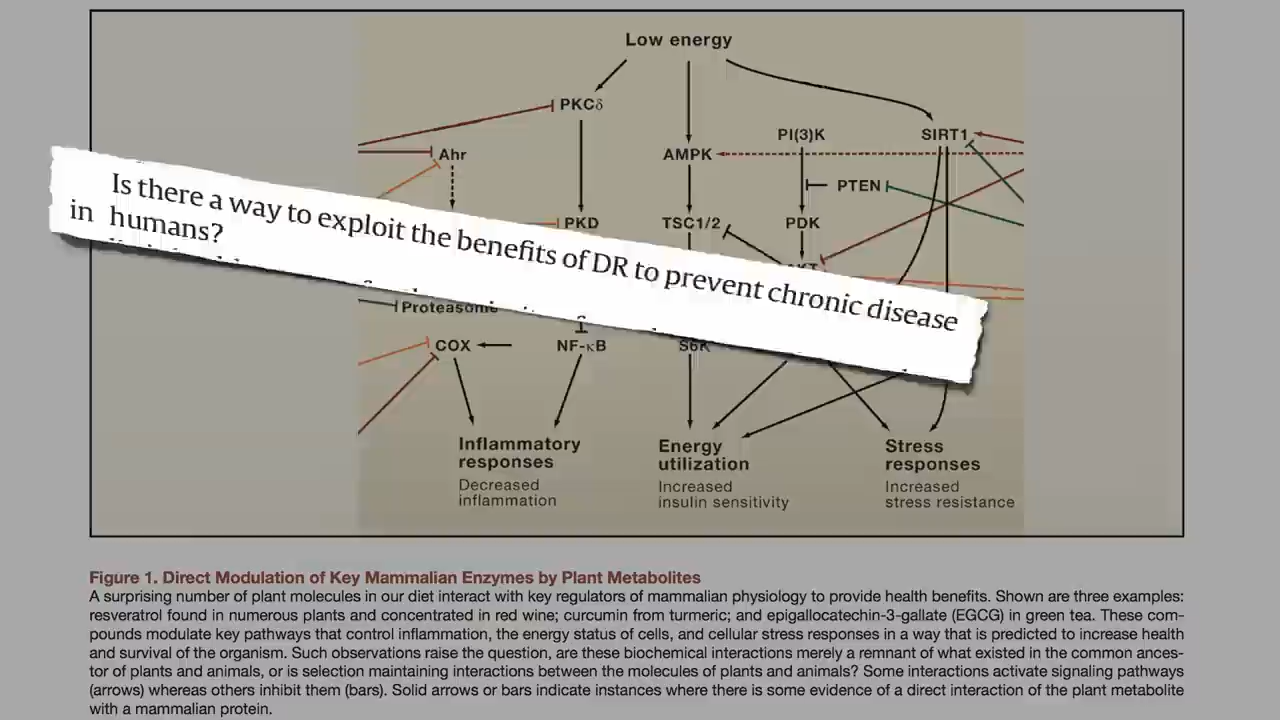 Low energy
PKCδ
PI(3)K
SIRT1
Ahr
AMPK
PTEN
Is there a way to exploit the benefits of DR to prevent chronic disease
in humans?
PKD
TSC1/2
PDK
Proteasome
COX
NF-κB
S6K
Inflammatory
responses
Decreased
inflammation
Energy
utilization
Increased
insulin sensitivity
Stress
responses
Increased
stress resistance
Figure 1. Direct Modulation of Key Mammalian Enzymes by Plant Metabolites
A surprising number of plant molecules in our diet interact with key regulators of mammalian physiology to provide health benefits. Shown are three examples:
resveratrol found in numerous plants and concentrated in red wine; curcumin from turmeric; and epigallocatechin-3-gallate (EGCG) in green tea. These com-
pounds modulate key pathways that control inflammation, the energy status of cells, and cellular stress responses in a way that is predicted to increase health
and survival of the organism. Such observations raise the question, are these biochemical interactions merely a remnant of what existed in the common ances-
tor of plants and animals, or is selection maintaining interactions between the molecules of plants and animals? Some interactions activate signaling pathways
(arrows) whereas others inhibit them (bars). Solid arrows or bars indicate instances where there is some evidence of a direct interaction of the plant metabolite
with a mammalian protein.